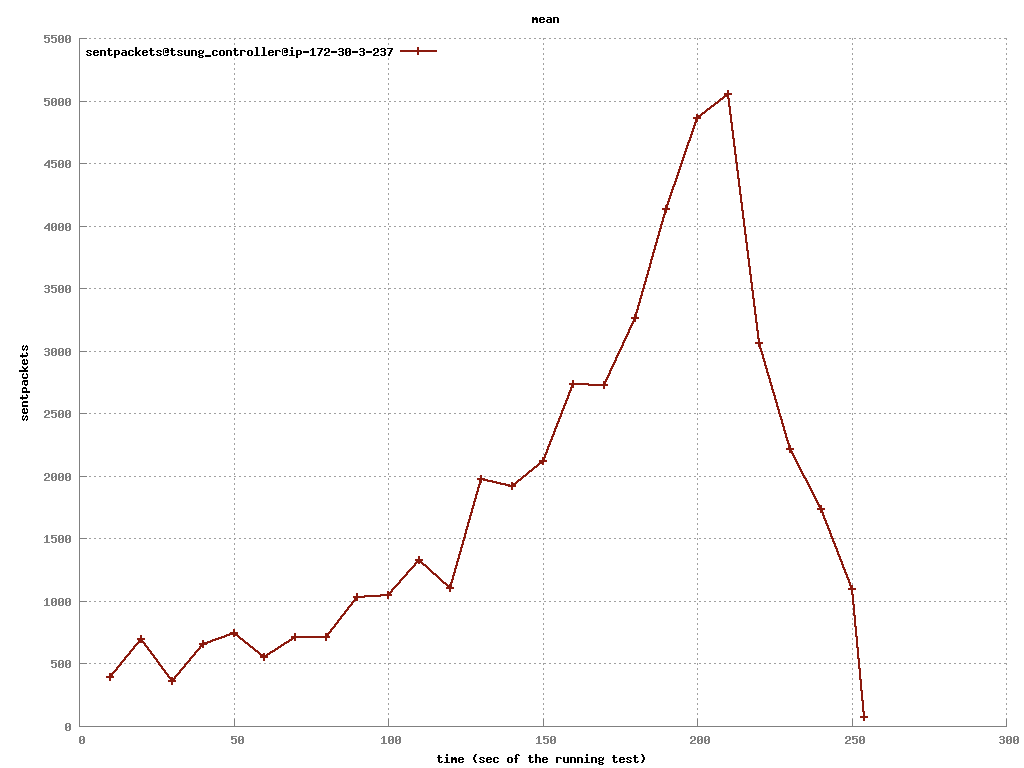 mean
5500
sentpackets@tsung_controller@ip-172-30-3-237
5000
4500
4000
3500
3000
2500
2000
1500
1000
500
0
sentpackets
0 50 100 150 200 250 300
time (sec of the running test)